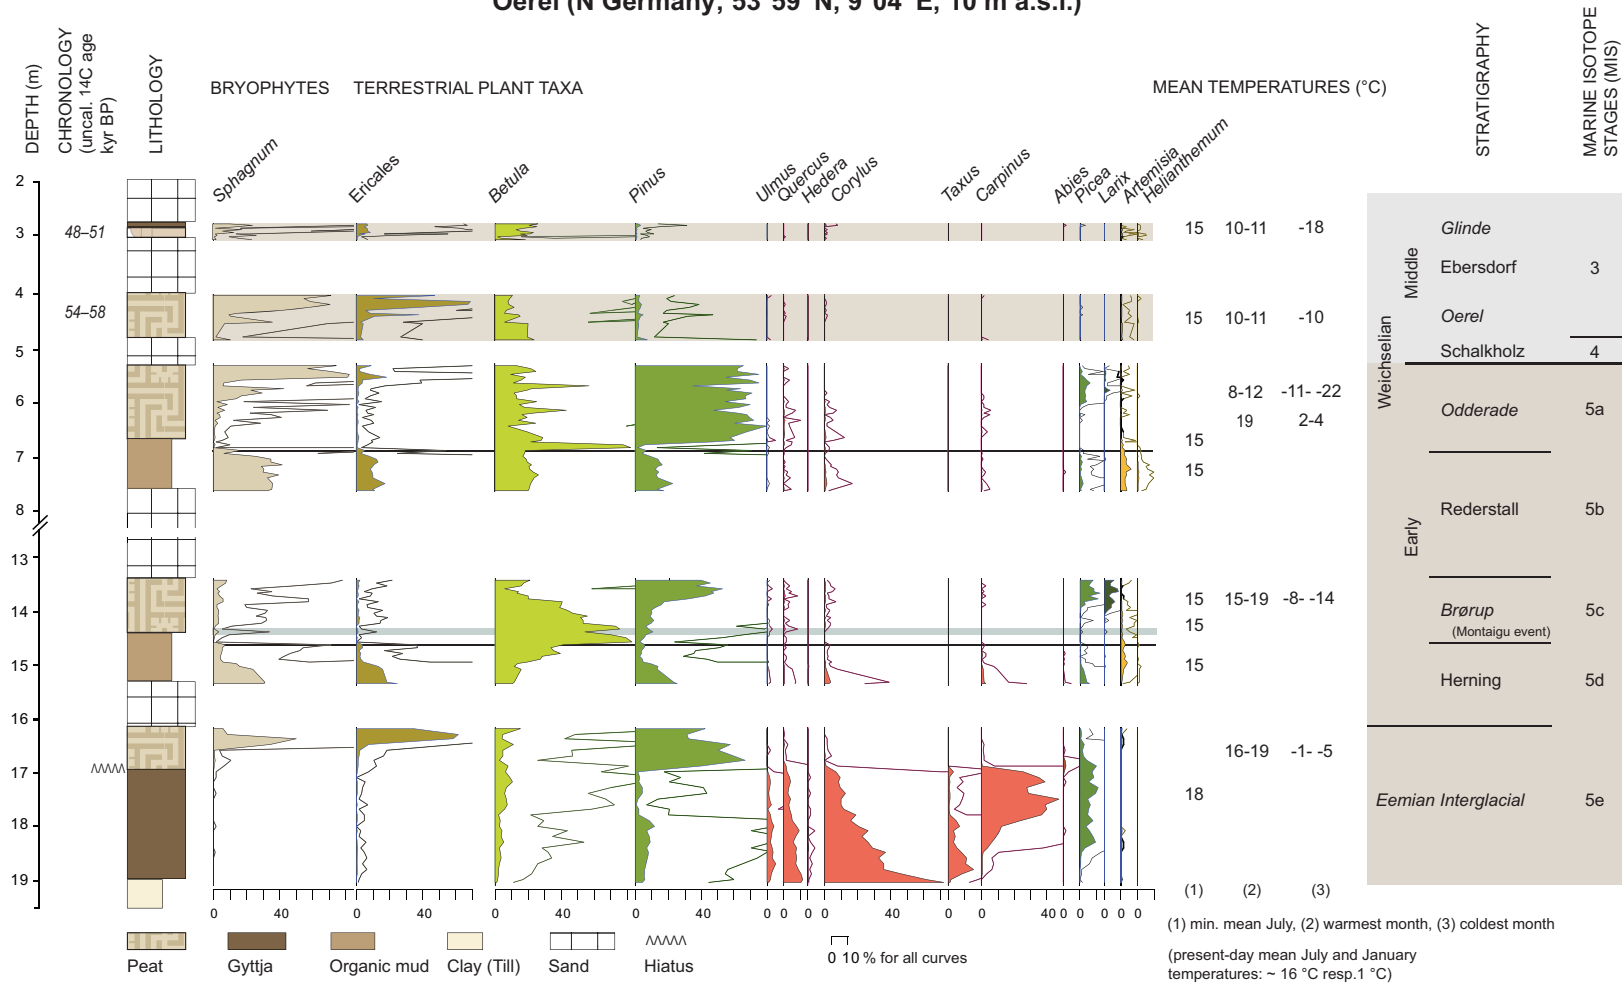 Oerel (N Germany; 53°59' N, 9°04' E, 10 m a.s.l.)
DEPTH (m)
CHRONOLOGY
(uncal. 14C age
kyr BP)
LITHOLOGY
BRYOPHYTES
TERRESTRIAL PLANT TAXA
MEAN TEMPERATURES (°C)
STRATIGRAPHY
MARINE ISOTOPE
STAGES (MIS)
Sphagnum
Ericales
Betula
Pinus
Ulmus
Quercus
Hedera
Corylus
Taxus
Carpinus
Abies
Picea
Larix
Artemisia
Helianthemum
2
3
4
5
6
7
8
13
14
15
16
17
18
19
48–51
54–58
15 10-11 -18
15 10-11 -10
8-12 -11- -22
19 2-4
15
15
15 15-19 -8- -14
15
15
16-19 -1- -5
18
(1) (2) (3)
Weichselian
Middle
Early
Glinde
Ebersdorf
Oerel
Schalkholz
Odderade
Rederstall
Brørup
(Montaigu event)
Herning
Eemian Interglacial
3
4
5a
5b
5c
5d
5e
0 40 0 40 0 40 0 40 0 0 0 0 40 0 0 40 0 0 0 0 0
Peat
Gyttja
Organic mud
Clay (Till)
Sand
Hiatus
0 10 % for all curves
(1) min. mean July, (2) warmest month, (3) coldest month
(present-day mean July and January
temperatures: ~ 16 °C resp.1 °C)